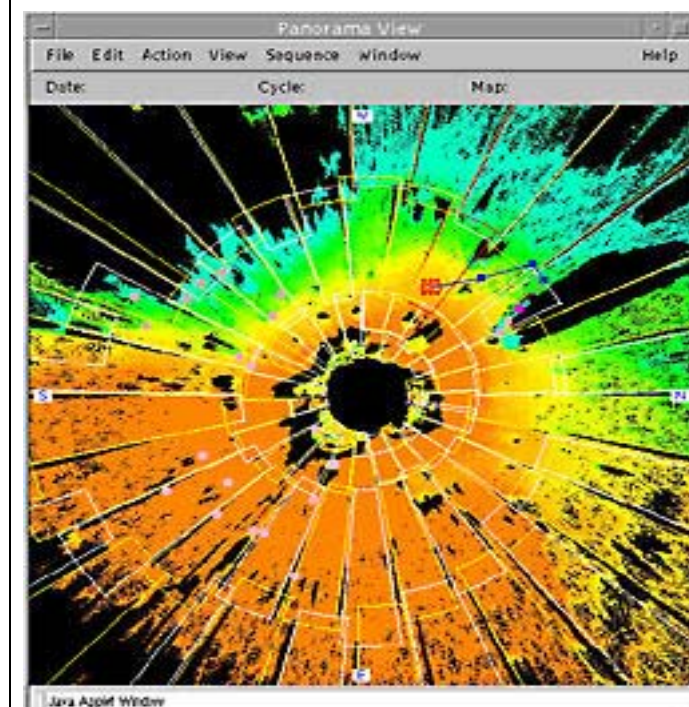 Panorama View
File Edit Action View Sequence Window Help
Date: Cycle: Map:
W
S
N
E
Java Applet Window